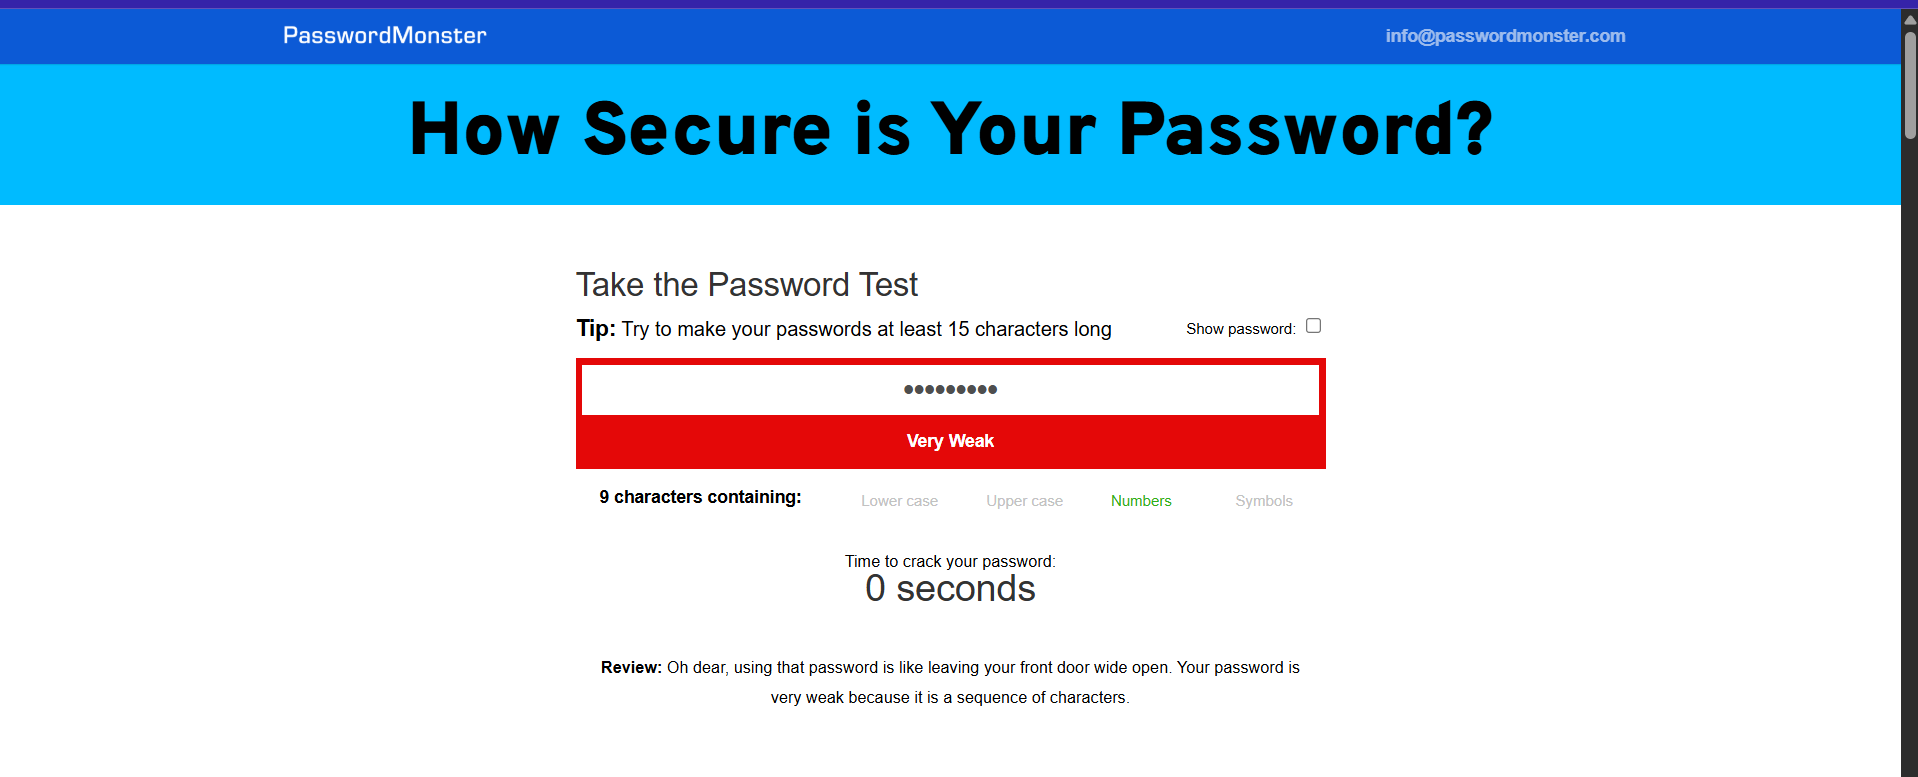 PasswordMonster
info@passwordmonster.com
How Secure is Your Password?
Take the Password Test
Tip: Try to make your passwords at least 15 characters long
Show password:
•••••••••
Very Weak
9 characters containing:
Lower case
Upper case
Numbers
Symbols
Time to crack your password:
0 seconds
Review: Oh dear, using that password is like leaving your front door wide open. Your password is
very weak because it is a sequence of characters.